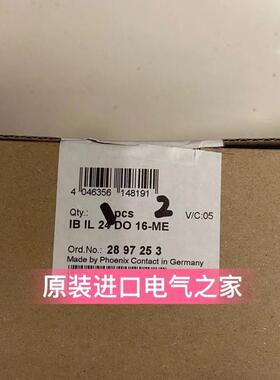 4 046356 148191
Qty.: pcs 2 V/C:05
IB IL 24 DO 16-ME
Ord.No.: 28 97 25 3
Made by Phoenix Contact in Germany
原装进口电气之家